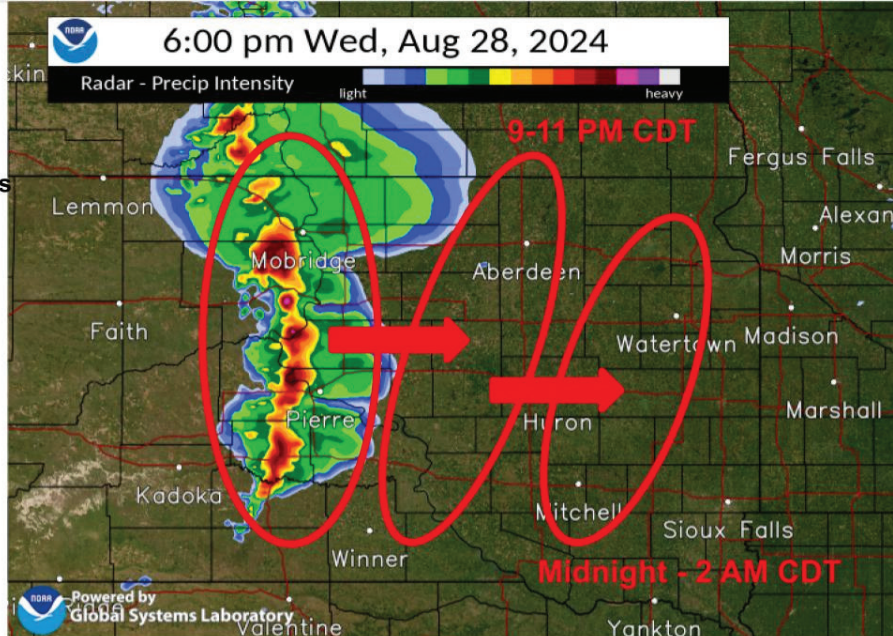 NOAA
6:00 pm Wed, Aug 28, 2024
Radar - Precip Intensity
light
heavy
9-11 PM CDT
Fergus Falls
s
Lemmon
Alexan
Mobridge
Aberdeen
Morris
Faith
Watertown
Madison
Pierre
Huron
Marshall
Kadoka
Mitchell
Sioux Falls
Winner
Midnight - 2 AM CDT
NOAA
Powered by
Global Systems Laboratory
Valentine
Yankton